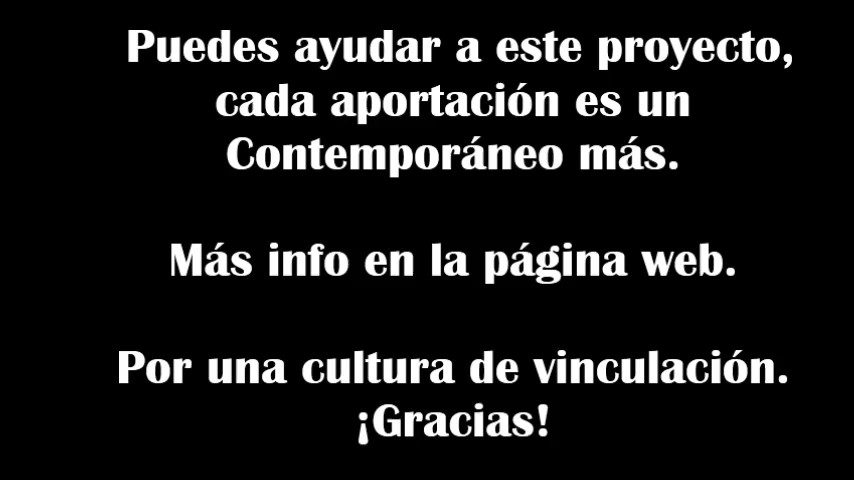 Puedes ayudar a este proyecto,
cada aportación es un
Contemporáneo más.
Más info en la página web.
Por una cultura de vinculación.
¡Gracias!